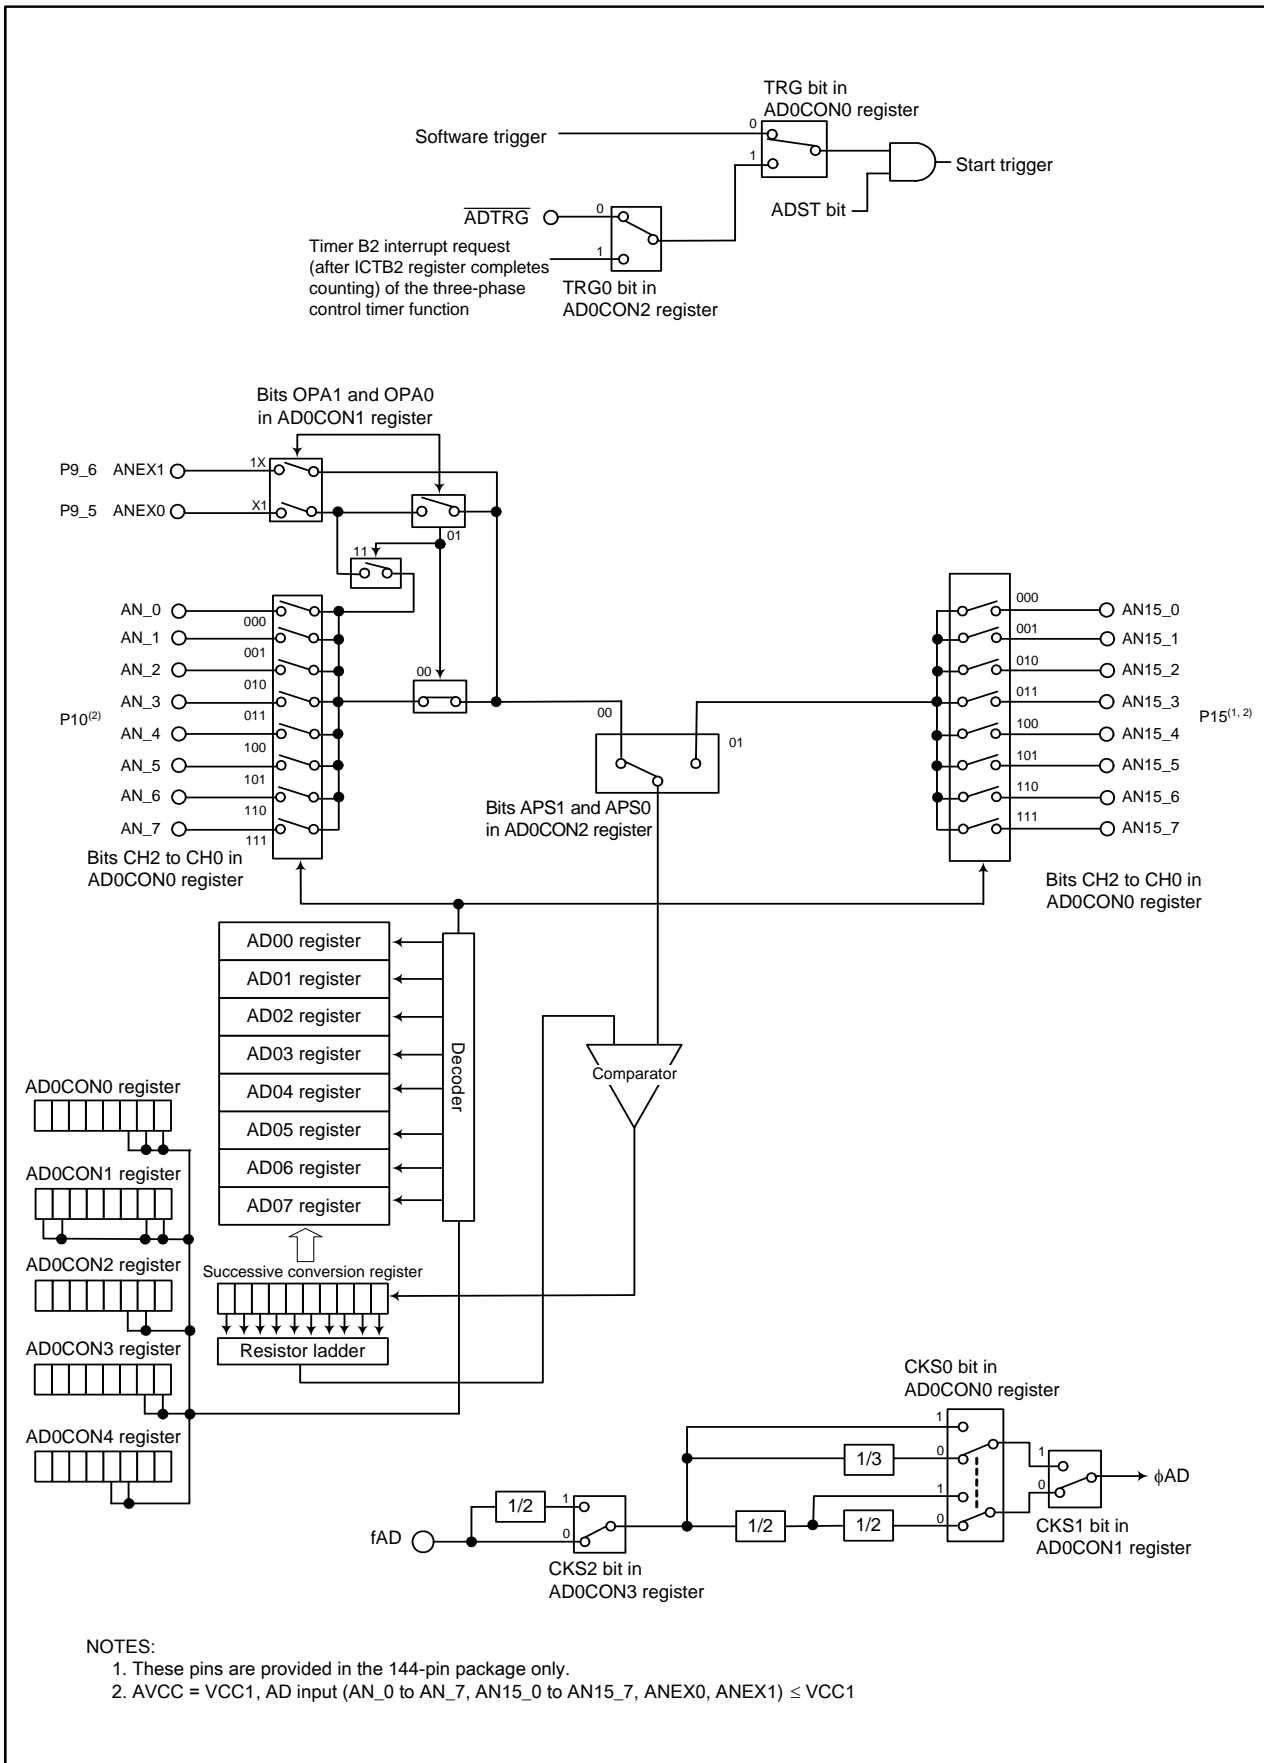 TRG bit in
AD0CON0 register
0
Software trigger
1
Start trigger
ADST bit
ADTRG
0
Timer B2 interrupt request
(after ICTB2 register completes
counting) of the three-phase
control timer function
1
TRG0 bit in
AD0CON2 register
Bits OPA1 and OPA0
in AD0CON1 register
P9_6 ANEX1
1X
P9_5 ANEX0
X1
01
11
AN_0
000
AN_1
001
AN_2
010
AN_3
011
AN_4
100
AN_5
101
AN_6
110
AN_7
111
P10(2)
00
Bits CH2 to CH0 in
AD0CON0 register
00
01
Bits APS1 and APS0
in AD0CON2 register
000
AN15_0
001
AN15_1
010
AN15_2
011
AN15_3
100
AN15_4
101
AN15_5
110
AN15_6
111
AN15_7
P15(1, 2)
Bits CH2 to CH0 in
AD0CON0 register
AD00 register
AD01 register
AD02 register
AD03 register
AD04 register
AD05 register
AD06 register
AD07 register
Decoder
Comparator
AD0CON0 register
AD0CON1 register
AD0CON2 register
AD0CON3 register
AD0CON4 register
Successive conversion register
Resistor ladder
CKS0 bit in
AD0CON0 register
1
1/3
0
1
0
1
0
ϕAD
CKS1 bit in
AD0CON1 register
fAD
1/2
1
0
1/2
1/2
CKS2 bit in
AD0CON3 register
NOTES:
1. These pins are provided in the 144-pin package only.
2. AVCC = VCC1, AD input (AN_0 to AN_7, AN15_0 to AN15_7, ANEX0, ANEX1) ≤ VCC1